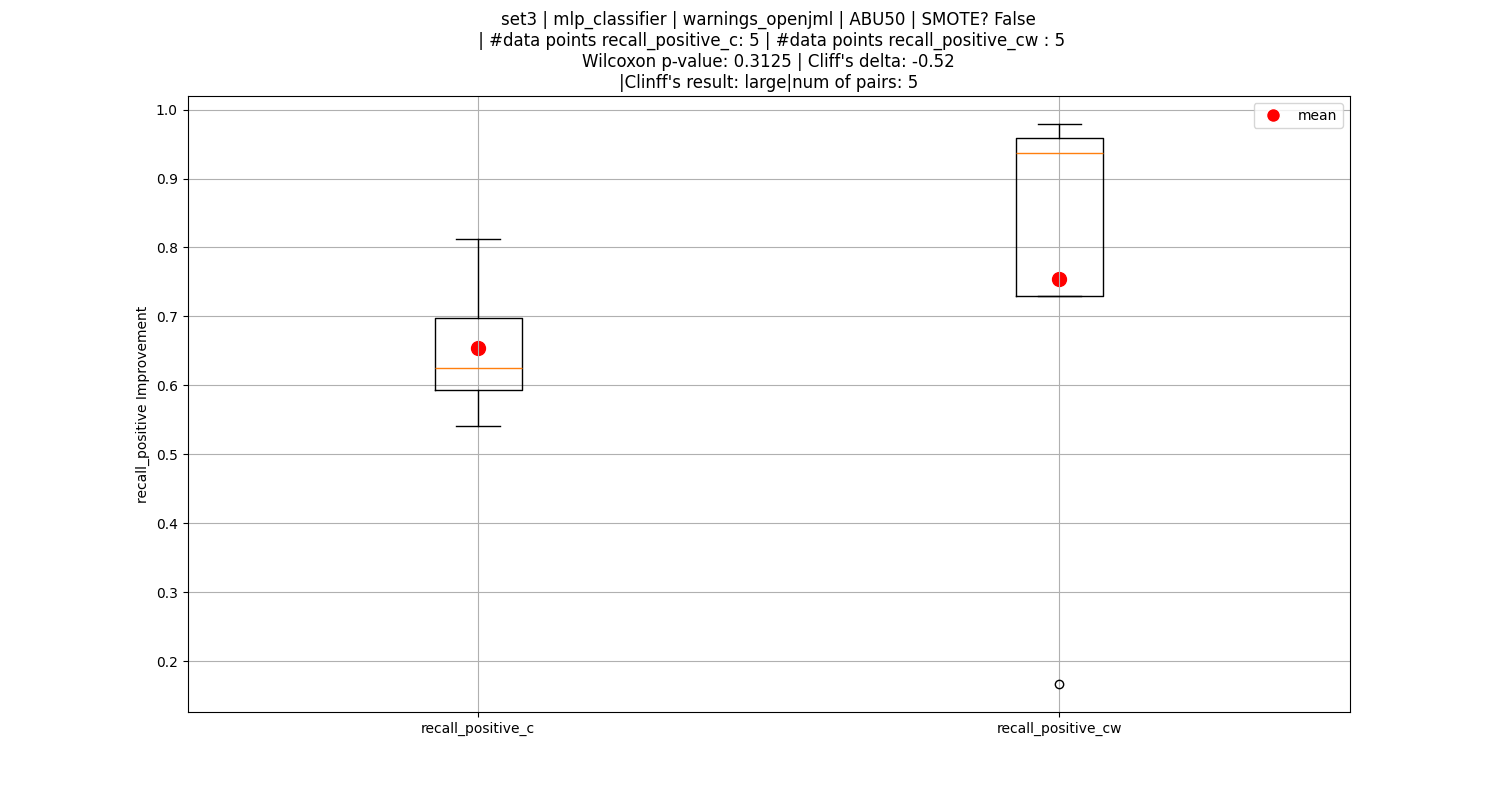 set3 | mlp_classifier | warnings_openjml | ABU50 | SMOTE? False
| #data points recall_positive_c: 5 | #data points recall_positive_cw : 5
Wilcoxon p-value: 0.3125 | Cliff's delta: -0.52
|Clinff's result: large|num of pairs: 5
mean
1.0
0.9
0.8
0.7
0.6
0.5
0.4
0.3
0.2
recall_positive Improvement
recall_positive_c
recall_positive_cw